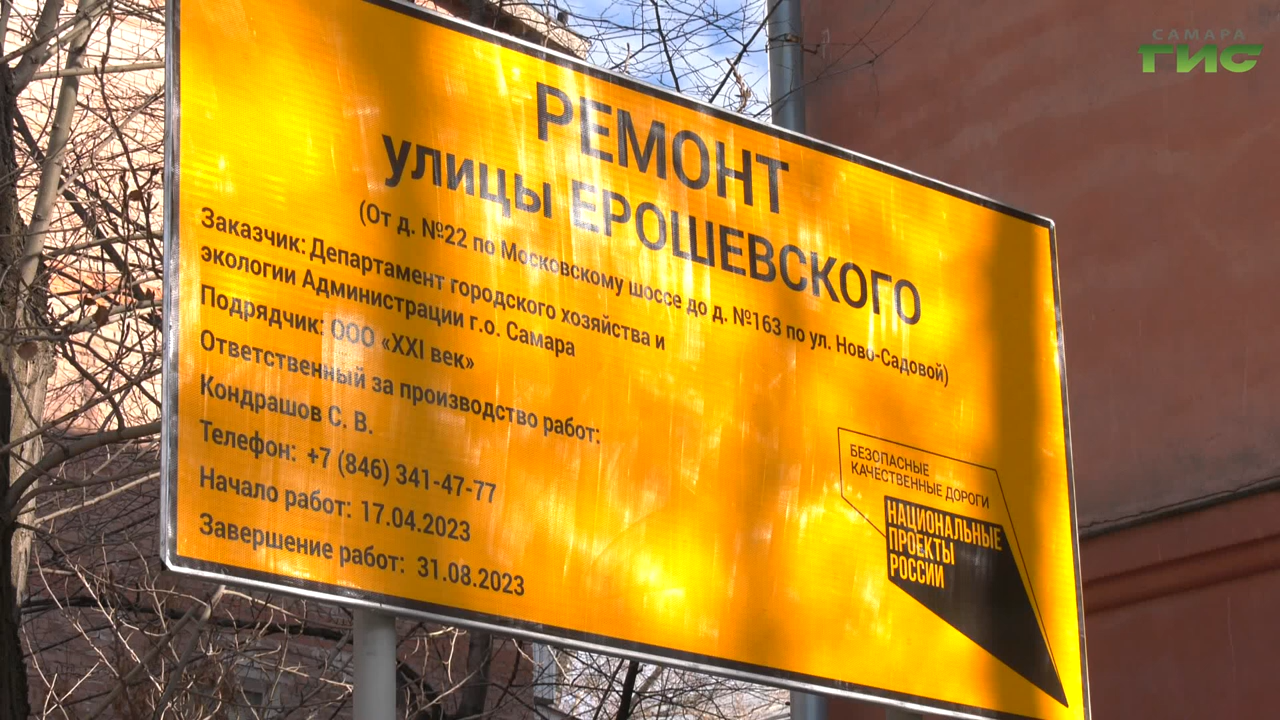 САМАРА
ГИС
РЕМОНТ
улицы ЕРОШЕВСКОГО
(От д. №22 по Московскому шоссе до д. №163 по ул. Ново-Садовой)
Заказчик: Департамент городского хозяйства и
экологии Администрации г.о. Самара
Подрядчик: ООО «XXI век»
Ответственный за производство работ:
Кондрашов С. В.
Телефон: +7 (846) 341-47-77
Начало работ: 17.04.2023
Завершение работ: 31.08.2023
БЕЗОПАСНЫЕ
КАЧЕСТВЕННЫЕ ДОРОГИ
НАЦИОНАЛЬНЫЕ
ПРОЕКТЫ
РОССИИ